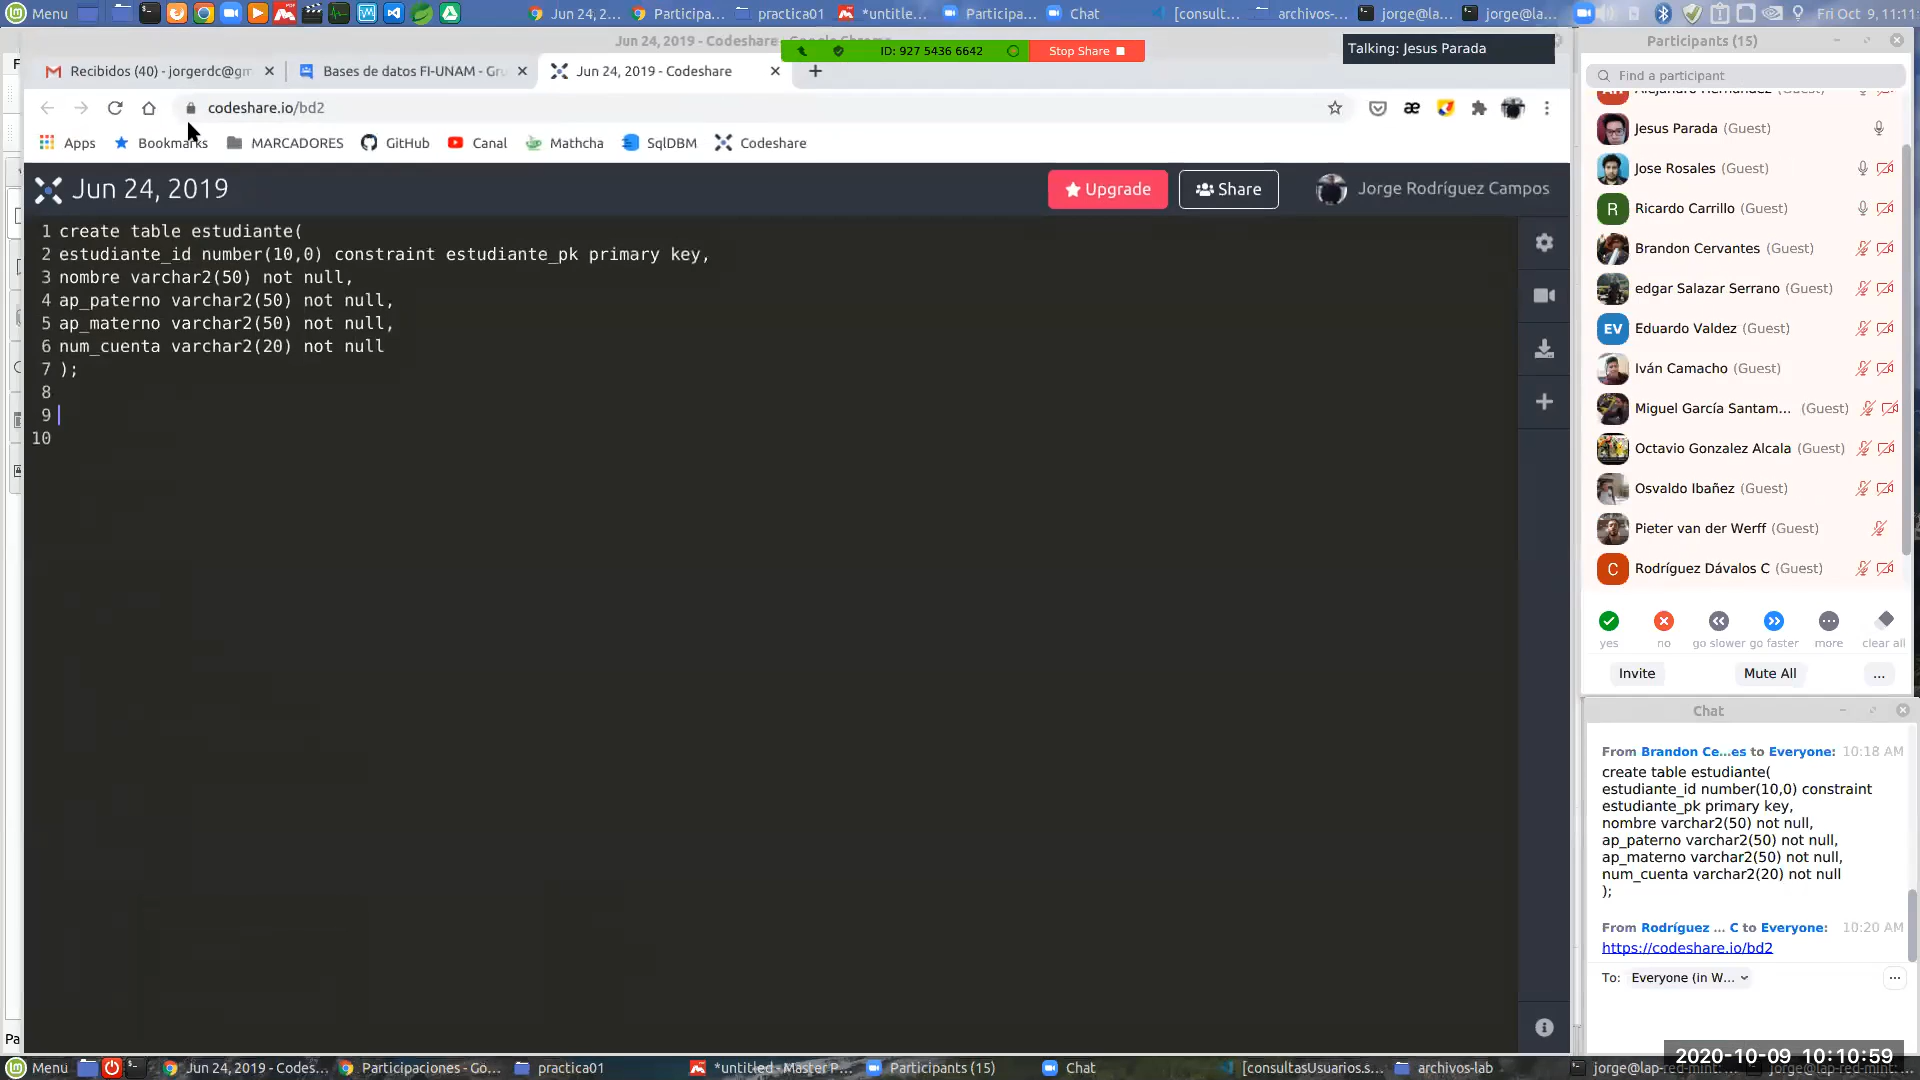 Menu
Jun 24, 2...
Participa...
practica01
*untitle...
Participa...
Chat
[consult...
archivos-...
jorge@la...
jorge@la...
Fri Oct 9, 11:11
Jun 24, 2019 - Codeshare
ID: 927 5436 6642
Stop Share
Talking: Jesus Parada
Recibidos (40) - jorgerdc@gm
Bases de datos FI-UNAM - Gru
Jun 24, 2019 - Codeshare
codeshare.io/bd2
Apps
Bookmarks
MARCADORES
GitHub
Canal
Mathcha
SqlDBM
Codeshare
Jun 24, 2019
Upgrade
Share
Jorge Rodríguez Campos
1 create table estudiante(
2 estudiante_id number(10,0) constraint estudiante_pk primary key,
3 nombre varchar2(50) not null,
4 ap_paterno varchar2(50) not null,
5 ap_materno varchar2(50) not null,
6 num_cuenta varchar2(20) not null
7 );
8
9
10
Participants (15)
Find a participant
Jesus Parada (Guest)
Jose Rosales (Guest)
R Ricardo Carrillo (Guest)
Brandon Cervantes (Guest)
edgar Salazar Serrano (Guest)
EV Eduardo Valdez (Guest)
Iván Camacho (Guest)
Miguel García Santam... (Guest)
Octavio Gonzalez Alcala (Guest)
Osvaldo Ibañez (Guest)
Pieter van der Werff (Guest)
C Rodríguez Dávalos C (Guest)
yes
no
go slower
go faster
more
clear all
Invite
Mute All
...
Chat
From Brandon Ce...es to Everyone: 10:18 AM
create table estudiante(
estudiante_id number(10,0) constraint
estudiante_pk primary key,
nombre varchar2(50) not null,
ap_paterno varchar2(50) not null,
ap_materno varchar2(50) not null,
num_cuenta varchar2(20) not null
);
From Rodríguez ... C to Everyone: 10:20 AM
https://codeshare.io/bd2
To: Everyone (in W...
Pa
Menu
Jun 24, 2019 - Codes...
Participaciones - Go...
practica01
*untitled - Master P...
Participants (15)
Chat
[consultasUsuarios.s...
archivos-lab
jorge@lap-red-mint: ...
2020-10-09 10:10:59